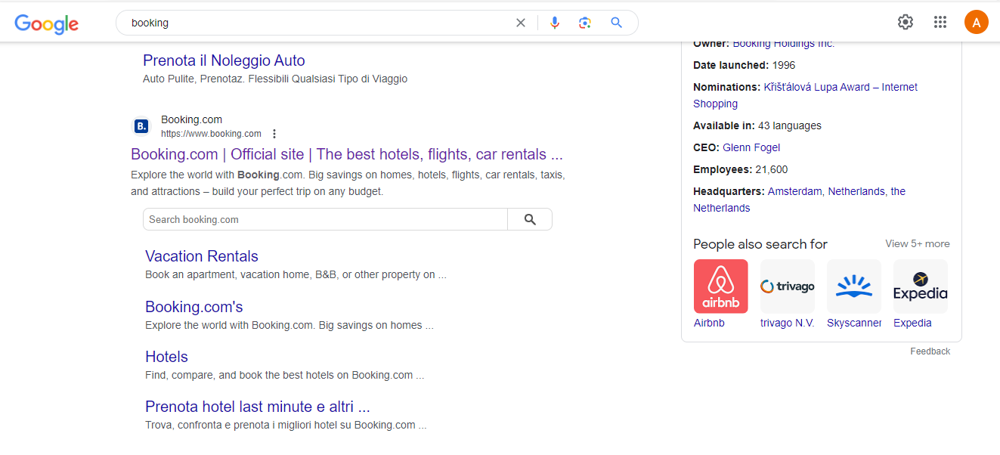 Google
booking
A
Prenota il Noleggio Auto
Auto Pulite, Prenotaz. Flessibili Qualsiasi Tipo di Viaggio
B.
Booking.com
https://www.booking.com
Booking.com | Official site | The best hotels, flights, car rentals ...
Explore the world with Booking.com. Big savings on homes, hotels, flights, car rentals, taxis,
and attractions – build your perfect trip on any budget.
Search booking.com
Vacation Rentals
Book an apartment, vacation home, B&B, or other property on ...
Booking.com's
Explore the world with Booking.com. Big savings on homes ...
Hotels
Find, compare, and book the best hotels on Booking.com ...
Prenota hotel last minute e altri ...
Trova, confronta e prenota i migliori hotel su Booking.com ...
Owner: Booking Holdings Inc.
Date launched: 1996
Nominations: Křišťálová Lupa Award – Internet
Shopping
Available in: 43 languages
CEO: Glenn Fogel
Employees: 21,600
Headquarters: Amsterdam, Netherlands, the
Netherlands
People also search for
View 5+ more
airbnb
trivago
Expedia
Airbnb
trivago N.V.
Skyscanner
Expedia
Feedback